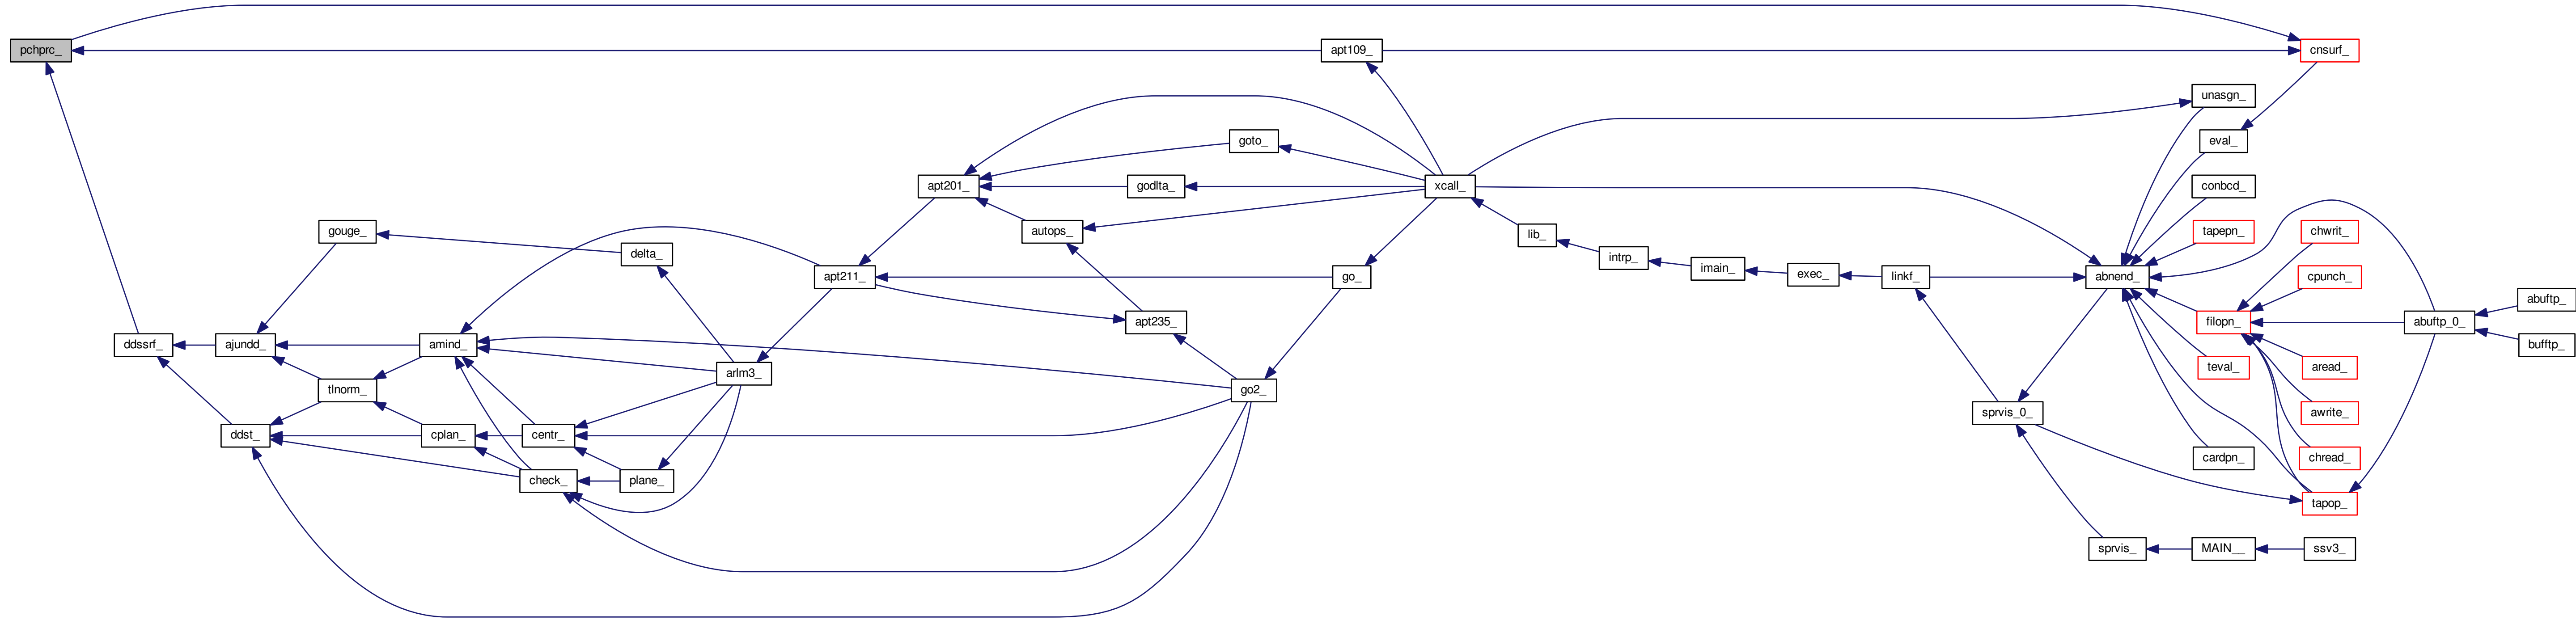 pchprc_
apt109_
cnsurf_
unasgn_
goto_
eval_
apt201_
godlta_
xcall_
conbcd_
gouge_
autops_
lib_
tapepn_
chwrit_
delta_
intrp_
imain_
exec_
apt211_
go_
linkf_
abnend_
cpunch_
abuftp_
apt235_
filopn_
abuftp_0_
ddssrf_
ajundd_
amind_
bufftp_
arlm3_
teval_
aread_
tlnorm_
go2_
sprvis_0_
awrite_
ddst_
cplan_
centr_
cardpn_
chread_
check_
plane_
tapop_
sprvis_
MAIN__
ssv3_